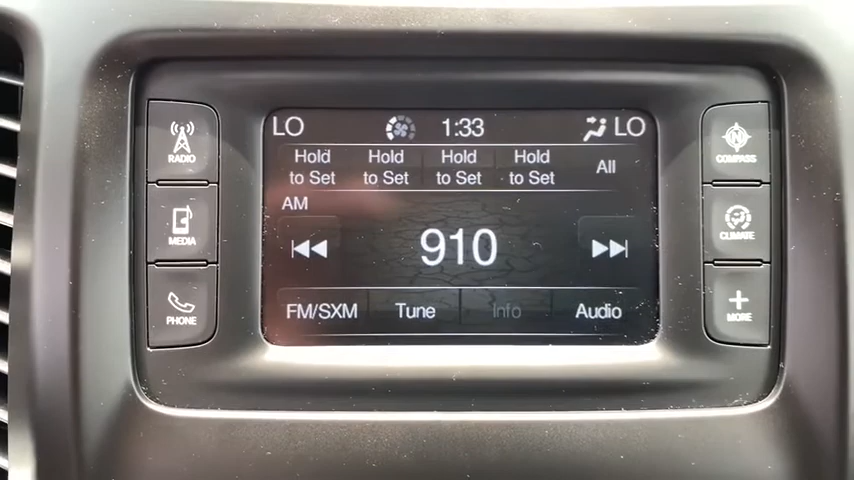 LO 1:33 LO
Hold to Set Hold to Set Hold to Set Hold to Set All
AM
910
FM/SXM Tune Info Audio
RADIO
MEDIA
PHONE
COMPASS
CLIMATE
MORE